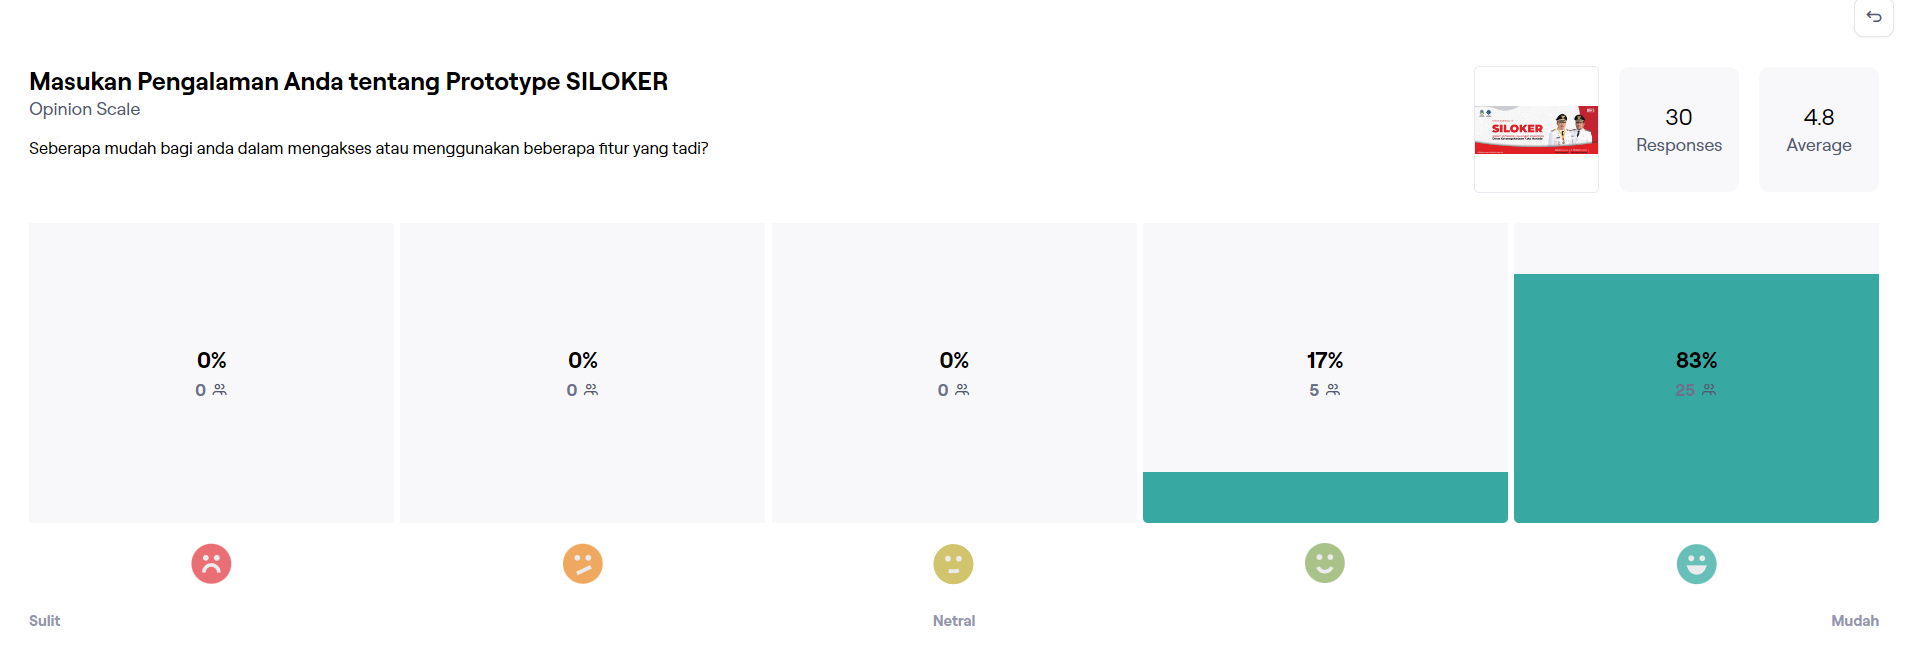 Masukan Pengalaman Anda tentang Prototype SILOKER
Opinion Scale
Seberapa mudah bagi anda dalam mengakses atau menggunakan beberapa fitur yang tadi?
SILOKER
30
Responses
4.8
Average
0%
0
0%
0
0%
0
17%
5
83%
25
Sulit
Netral
Mudah